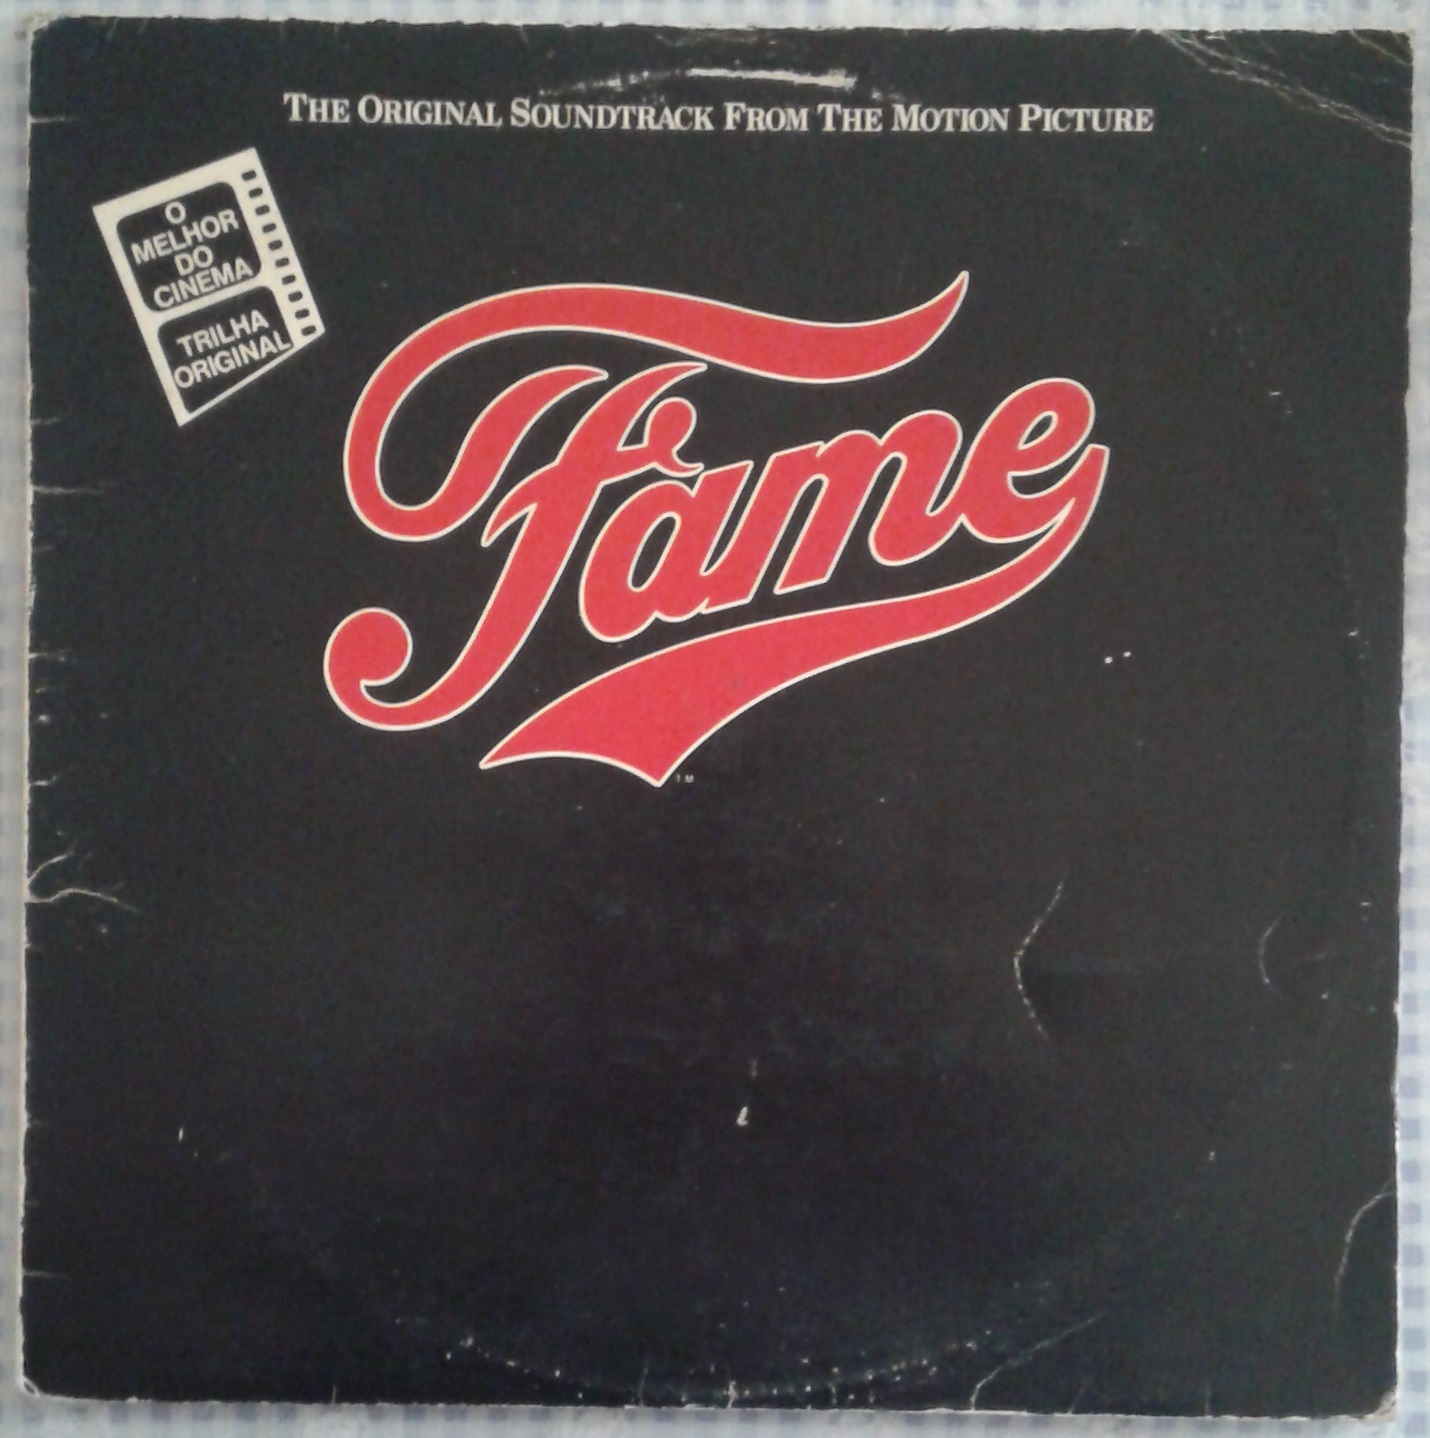 The Original Soundtrack From The Motion Picture
O
MELHOR
DO
CINEMA
TRILHA
ORIGINAL
Fame
TM